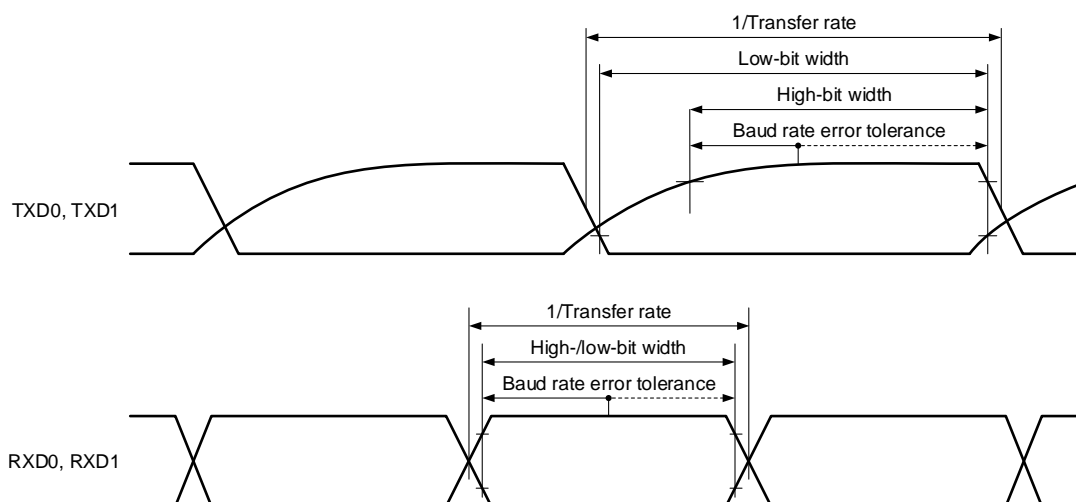 1/Transfer rate
Low-bit width
High-bit width
Baud rate error tolerance
TXD0, TXD1
1/Transfer rate
High-/low-bit width
Baud rate error tolerance
RXD0, RXD1